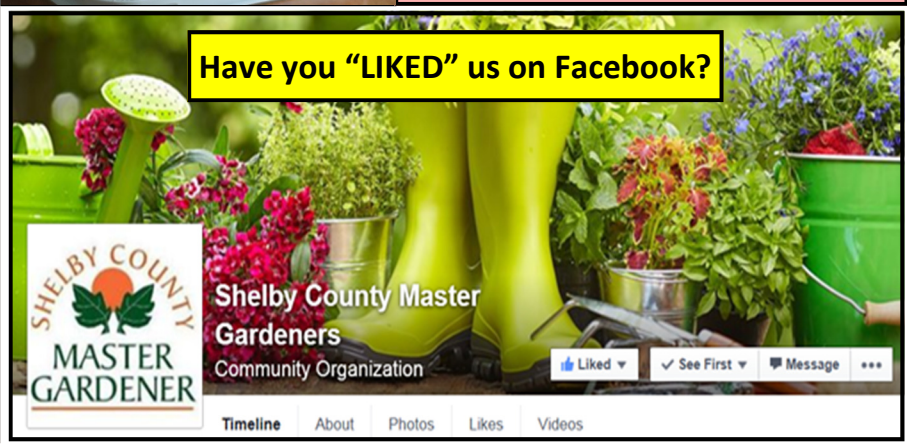 Have you “LIKED” us on Facebook?
SHELBY COUNTY
MASTER
GARDENER
Shelby County Master
Gardeners
Community Organization
Liked
See First
Message
Timeline About Photos Likes Videos